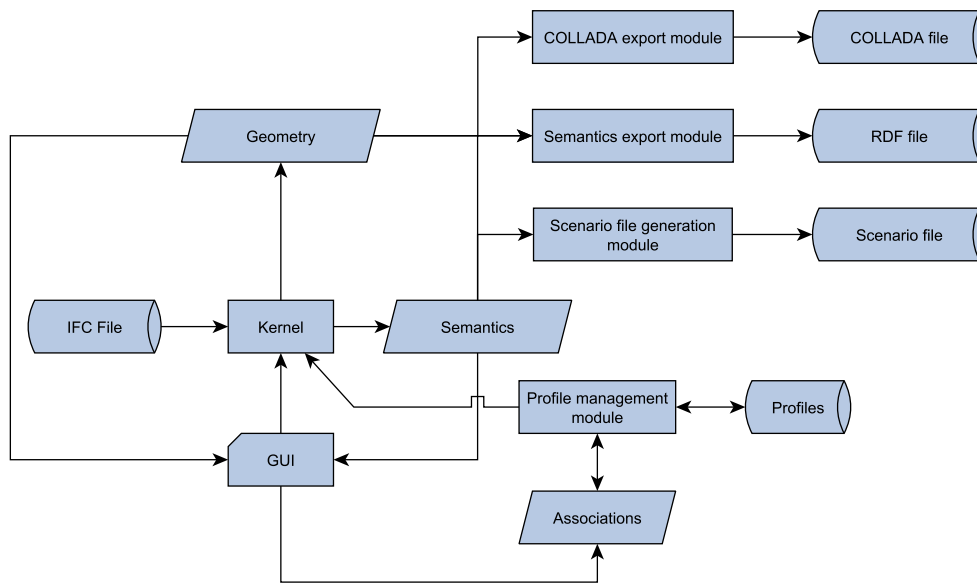 COLLADA export module
COLLADA file
Geometry
Semantics export module
RDF file
Scenario file generation
module
Scenario file
IFC File
Kernel
Semantics
Profile management
module
Profiles
GUI
Associations